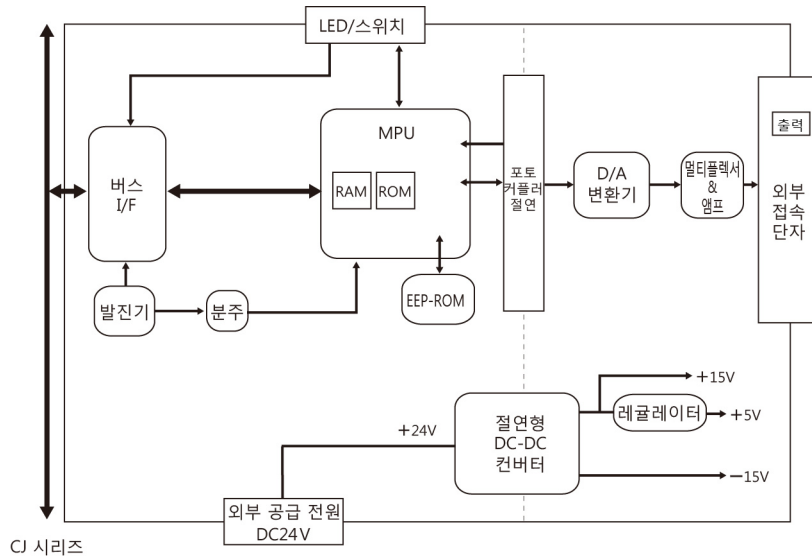 LED/스위치
MPU
RAM
ROM
버스
I/F
포토
커플러
절연
D/A
변환기
멀티플렉서
&
앰프
출력
외부
접속
단자
발진기
분주
EEP-ROM
+24V
절연형
DC-DC
컨버터
+15V
레귤레이터
+5V
−15V
외부 공급 전원
DC24V
CJ 시리즈